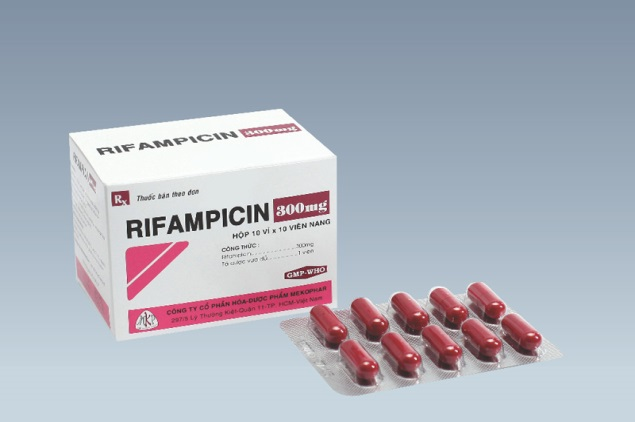 RIFAMPICIN 300mg
Rx Thuốc bán theo đơn
RIFAMPICIN 300mg
HỘP 10 VỈ x 10 VIÊN NANG
CÔNG THỨC :
Rifampicin 300mg
Tá dược vừa đủ 1 viên
GMP-WHO
MKP
CÔNG TY CỔ PHẦN HÓA-DƯỢC PHẨM MEKOPHAR
297/5 Lý Thường Kiệt-Quận 11-TP. HCM-Việt Nam